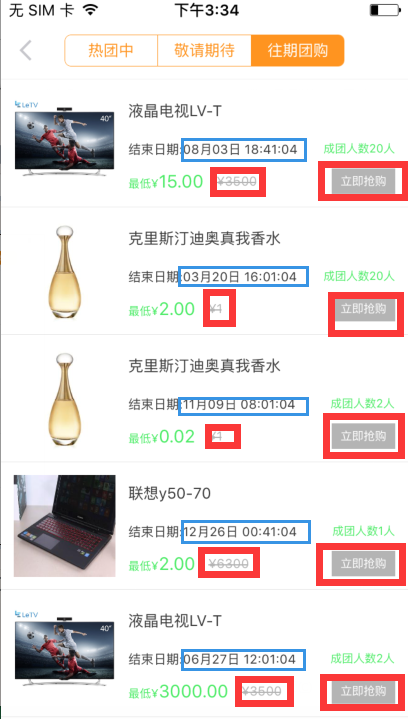 无 SIM 卡 下午3:34
热团中 敬请期待 往期团购
LeTV
40"
液晶电视LV-T
结束日期:08月03日 18:41:04 成团人数20人
最低¥15.00 ¥3500 立即抢购
克里斯汀迪奥真我香水
结束日期:03月20日 16:01:04 成团人数20人
最低¥2.00 ¥1 立即抢购
克里斯汀迪奥真我香水
结束日期:11月09日 08:01:04 成团人数2人
最低¥0.02 ¥1 立即抢购
联想y50-70
结束日期:12月26日 00:41:04 成团人数1人
最低¥2.00 ¥6300 立即抢购
LeTV
40"
液晶电视LV-T
结束日期:06月27日 12:01:04 成团人数2人
最低¥3000.00 ¥3500 立即抢购